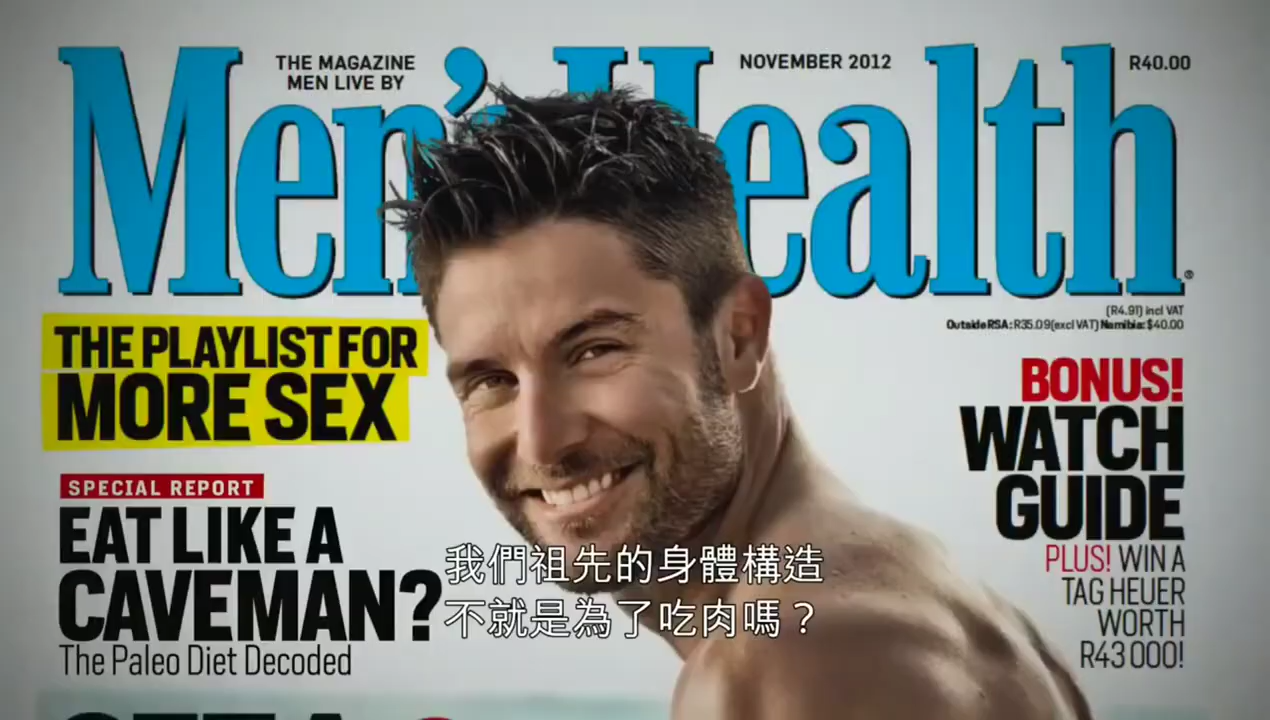 THE MAGAZINE
MEN LIVE BY
NOVEMBER 2012
R40.00
Men's Health
(R4.91) incl VAT
Outside RSA: R35.09 (excl VAT) Namibia: $40.00
THE PLAYLIST FOR
MORE SEX
SPECIAL REPORT
EAT LIKE A
CAVEMAN?
The Paleo Diet Decoded
BONUS!
WATCH
GUIDE
PLUS! WIN A
TAG HEUER
WORTH
R43 000!
我們祖先的身體構造
不就是為了吃肉嗎？